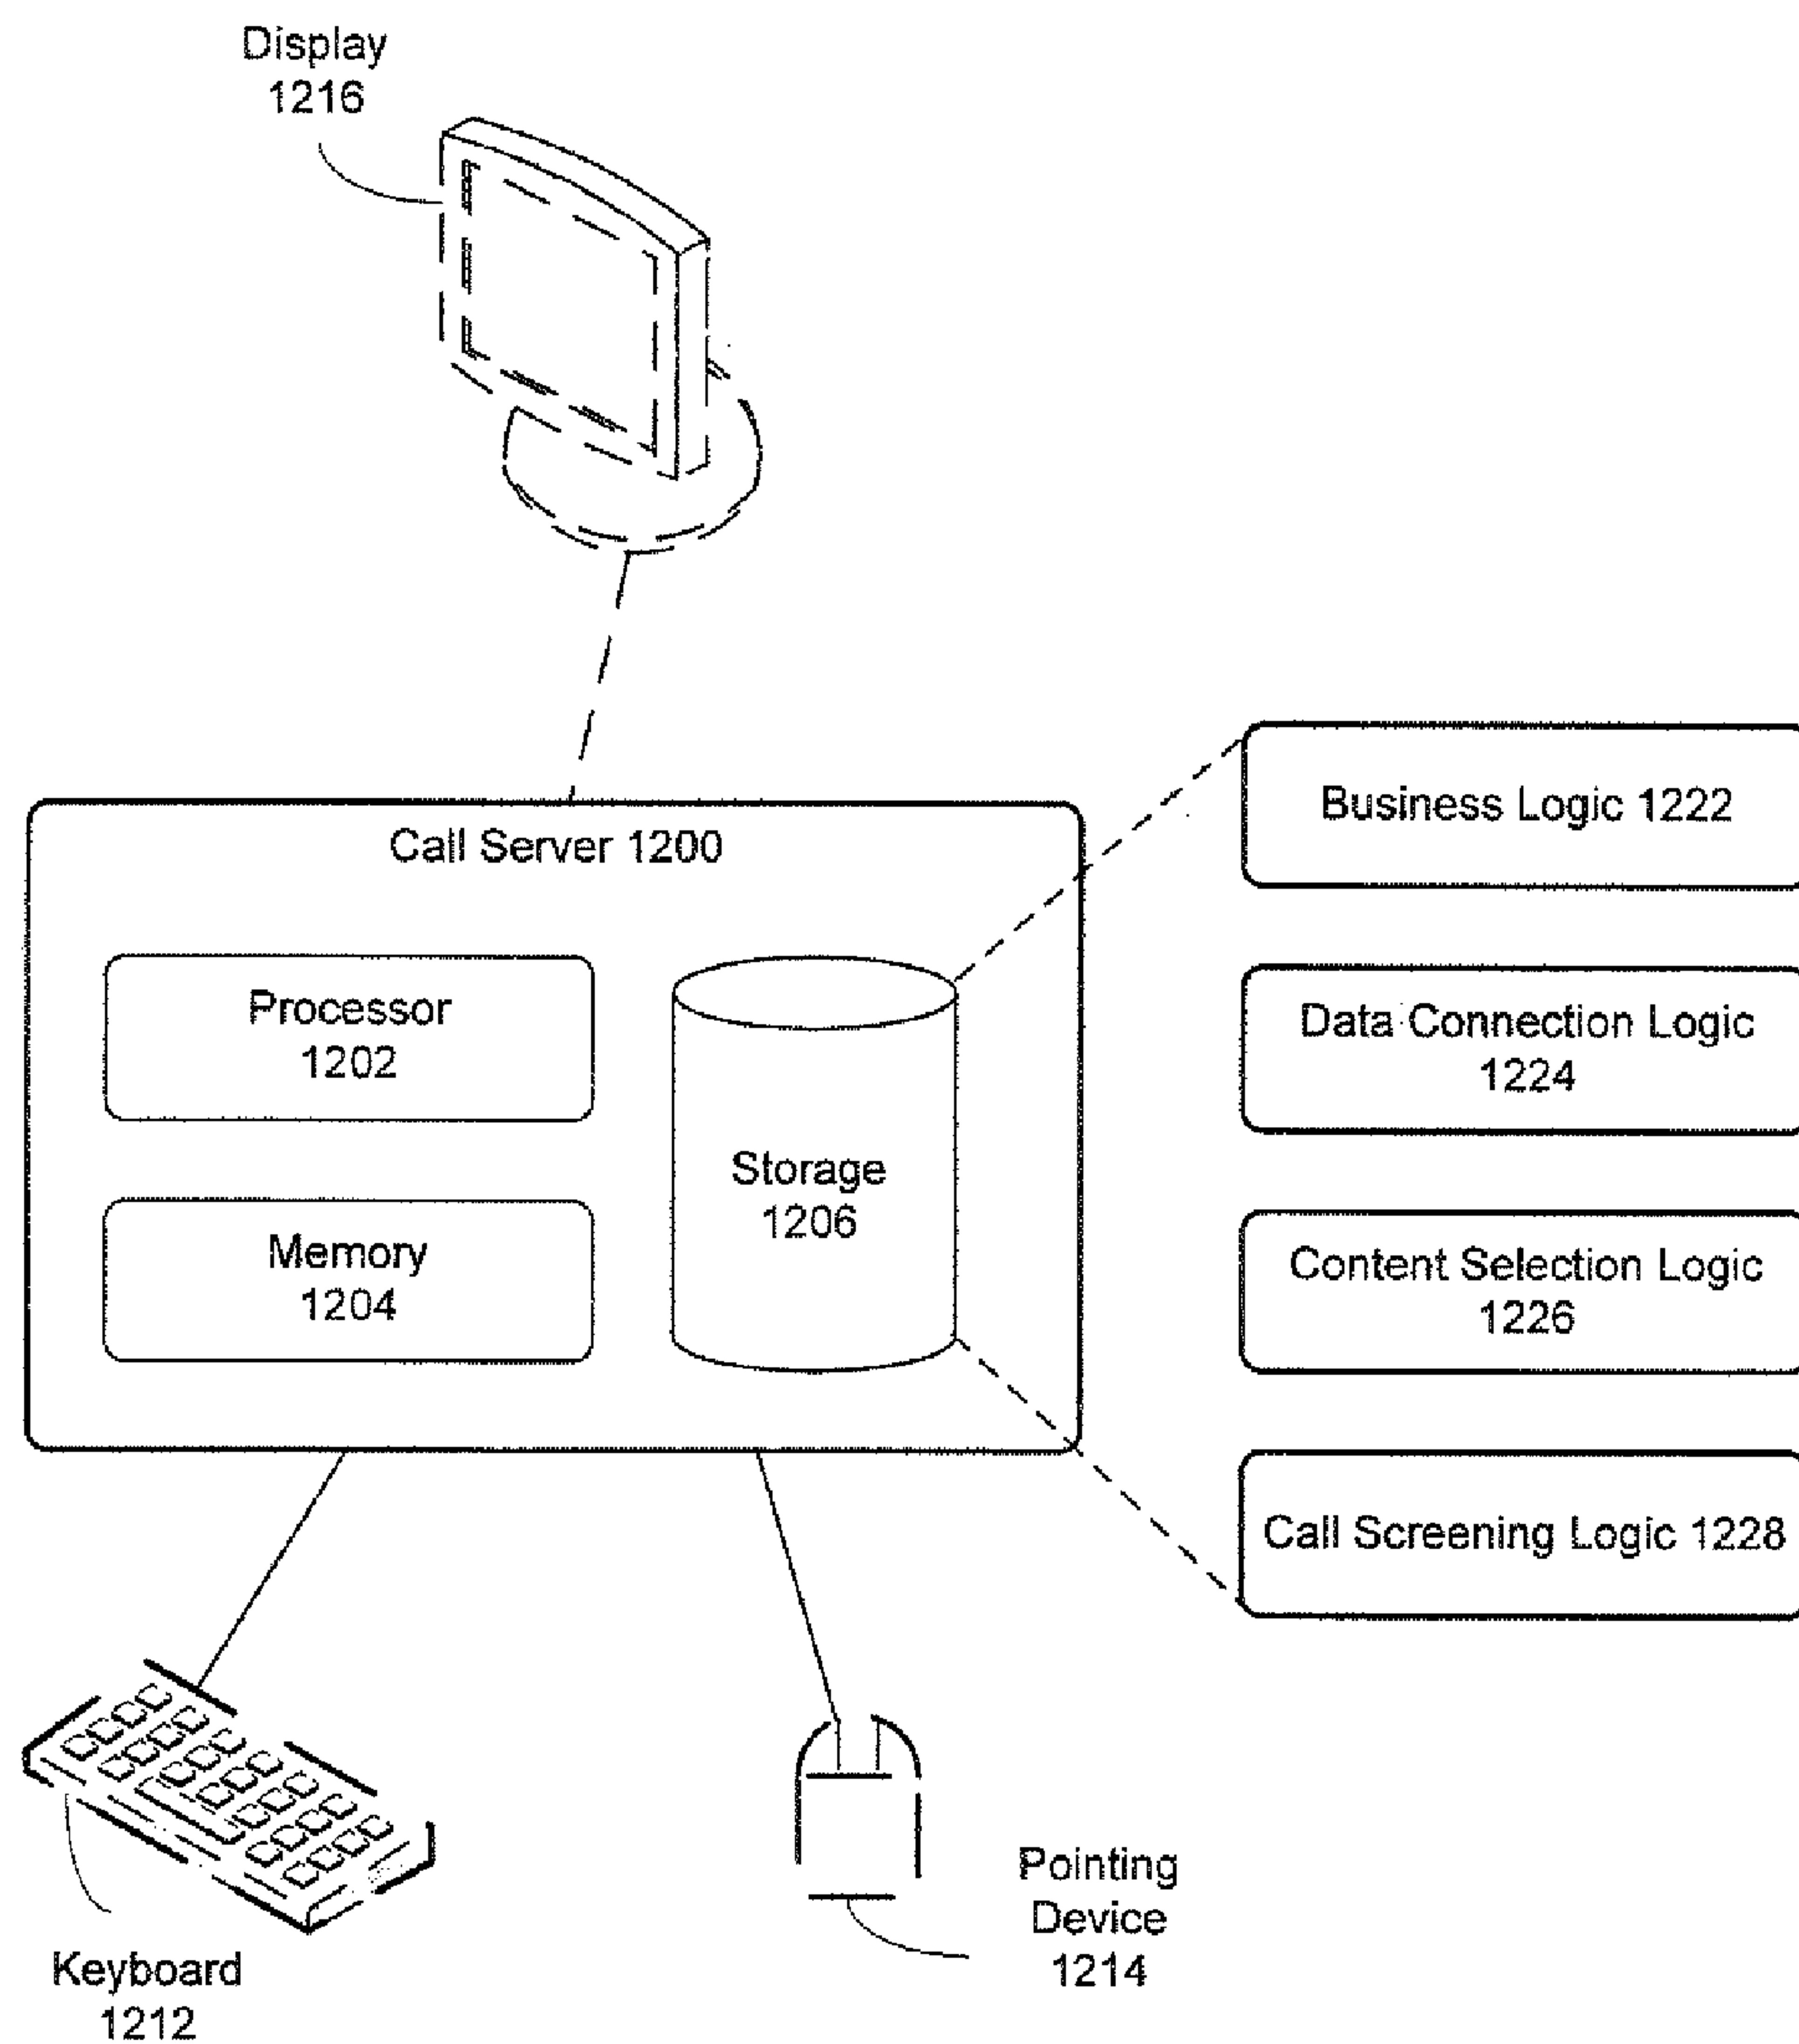 Display
1216
Call Server 1200
Business Logic 1222
Processor
1202
Data Connection Logic
1224
Storage
1206
Memory
1204
Content Selection Logic
1226
Call Screening Logic 1228
Keyboard
1212
Pointing
Device
1214